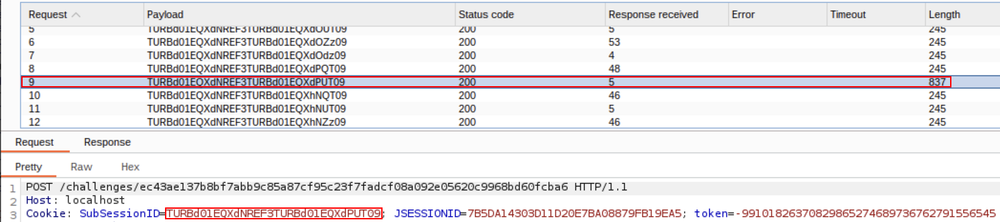 Request Payload Status code Response received Error Timeout Length
5 TURBd01EQXdNREF3TURBd01EQXdOUT09 200 5 245
6 TURBd01EQXdNREF3TURBd01EQXdOZz09 200 53 245
7 TURBd01EQXdNREF3TURBd01EQXdOdz09 200 4 245
8 TURBd01EQXdNREF3TURBd01EQXdPQT09 200 48 245
9 TURBd01EQXdNREF3TURBd01EQXdPUT09 200 5 837
10 TURBd01EQXdNREF3TURBd01EQXhNQT09 200 46 245
11 TURBd01EQXdNREF3TURBd01EQXhNUT09 200 5 245
12 TURBd01EQXdNREF3TURBd01EQXhNZz09 200 46 245
Request Response
Pretty Raw Hex
1 POST /challenges/ec43ae137b8bf7abb9c85a87cf95c23f7fadcf08a092e05620c9968bd60fcba6 HTTP/1.1
2 Host: localhost
3 Cookie: SubSessionID=TURBd01EQXdNREF3TURBd01EQXdPUT09; JSESSIONID=7B5DA14303D11D20E7BA08879FB19EA5; token=-99101826370829865274689736762791556545